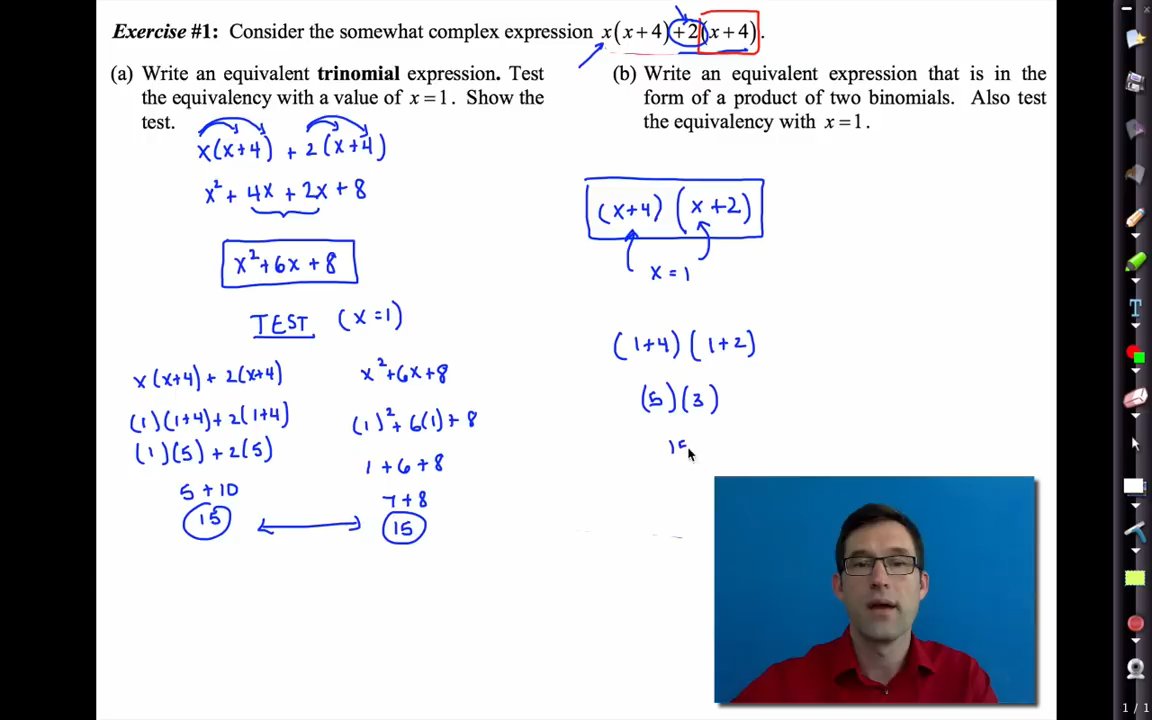 Exercise #1: Consider the somewhat complex expression x(x+4)+2(x+4).
(a) Write an equivalent trinomial expression. Test
the equivalency with a value of x=1. Show the
test.
x(x+4) + 2(x+4)
x² + 4x + 2x + 8
x²+6x+8
TEST (x=1)
x(x+4)+2(x+4)
(1)(1+4)+2(1+4)
(1)(5)+2(5)
5+10
15
x²+6x+8
(1)²+6(1)+8
1+6+8
7+8
15
(b) Write an equivalent expression that is in the
form of a product of two binomials. Also test
the equivalency with x=1.
(x+4)(x+2)
x=1
(1+4)(1+2)
(5)(3)
15
T
1 / 1